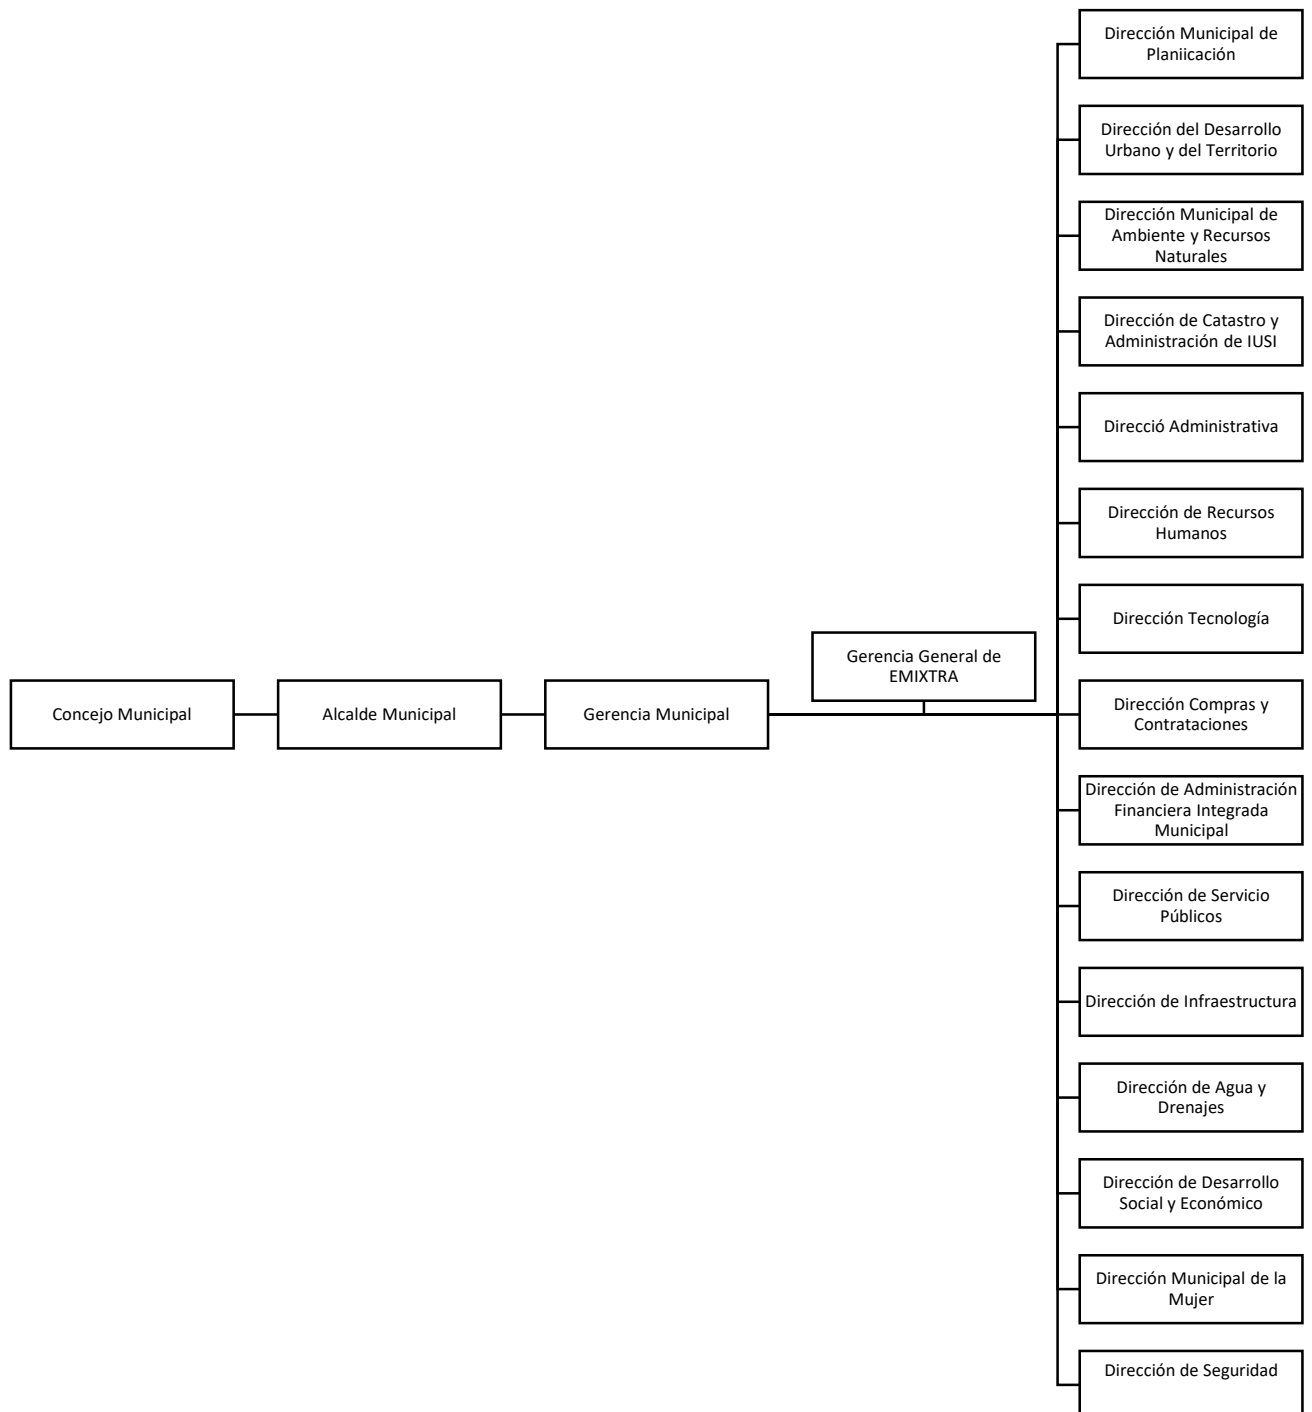 Concejo Municipal
Alcalde Municipal
Gerencia Municipal
Gerencia General de
EMIXTRA
Dirección Municipal de
Planiicación
Dirección del Desarrollo
Urbano y del Territorio
Dirección Municipal de
Ambiente y Recursos
Naturales
Dirección de Catastro y
Administración de IUSI
Direcció Administrativa
Dirección de Recursos
Humanos
Dirección Tecnología
Dirección Compras y
Contrataciones
Dirección de Administración
Financiera Integrada
Municipal
Dirección de Servicio
Públicos
Dirección de Infraestructura
Dirección de Agua y
Drenajes
Dirección de Desarrollo
Social y Económico
Dirección Municipal de la
Mujer
Dirección de Seguridad